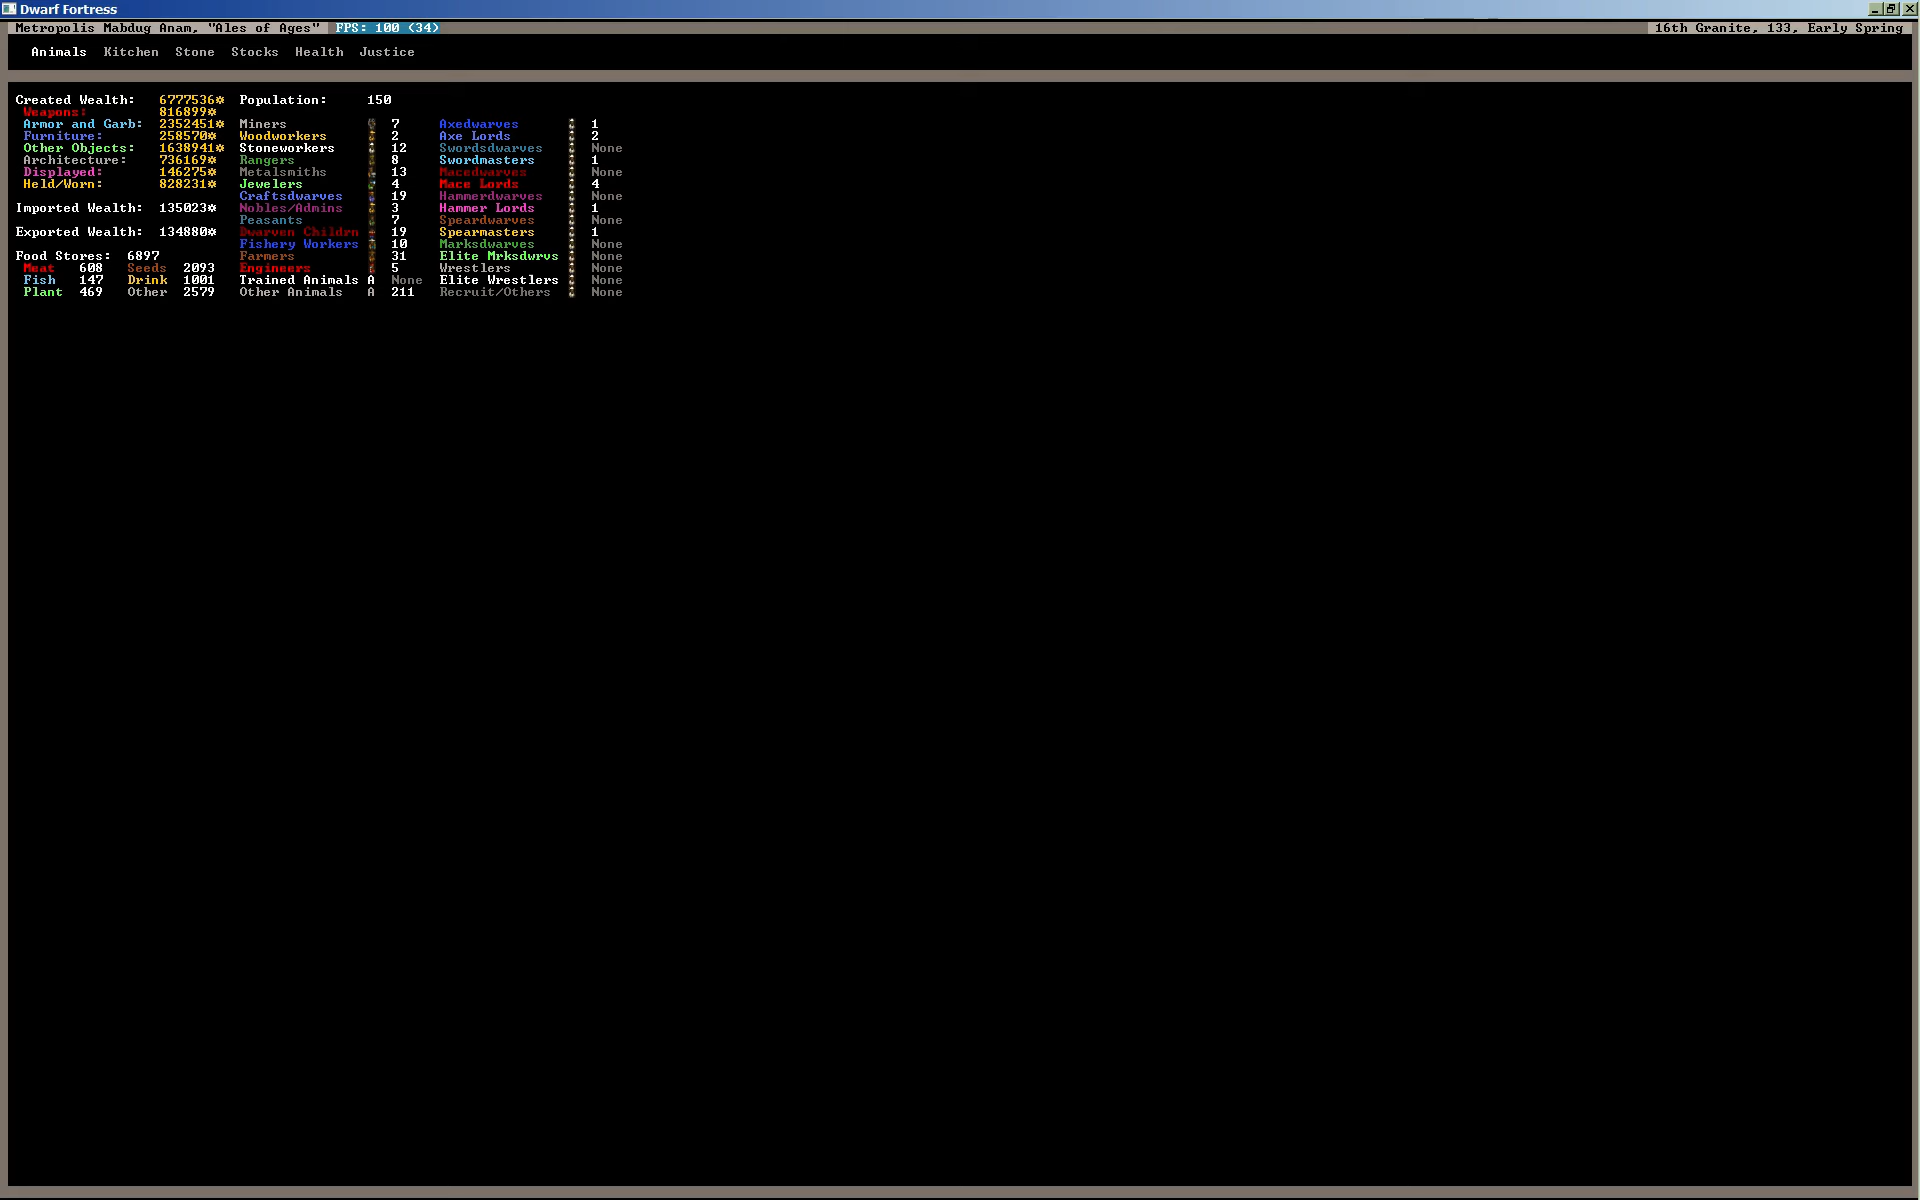 Dwarf Fortress
Metropolis Mabdug Anam, "Ales of Ages" FPS: 100 (34) 16th Granite, 133, Early Spring
Animals Kitchen Stone Stocks Health Justice
Created Wealth: 6777536☼ Population: 150
Weapons: 816899☼
Armor and Garb: 2352451☼ Miners 7 Axedwarves 1
Furniture: 258570☼ Woodworkers 2 Axe Lords 2
Other Objects: 1638941☼ Stoneworkers 12 Swordsdwarves None
Architecture: 736169☼ Rangers 8 Swordmasters 1
Displayed: 146275☼ Metalsmiths 13 Macedwarves None
Held/Worn: 828231☼ Jewelers 4 Mace Lords 4
Craftsdwarves 19 Hammerdwarves None
Imported Wealth: 135023☼ Nobles/Admins 3 Hammer Lords 1
Peasants 7 Speardwarves None
Exported Wealth: 134880☼ Dwarven Childrn 19 Spearmasters 1
Fishery Workers 10 Marksdwarves None
Food Stores: 6897 Farmers 31 Elite Mrksdwrvs None
Meat 608 Seeds 2093 Engineers 5 Wrestlers None
Fish 147 Drink 1001 Trained Animals A None Elite Wrestlers None
Plant 469 Other 2579 Other Animals A 211 Recruit/Others None